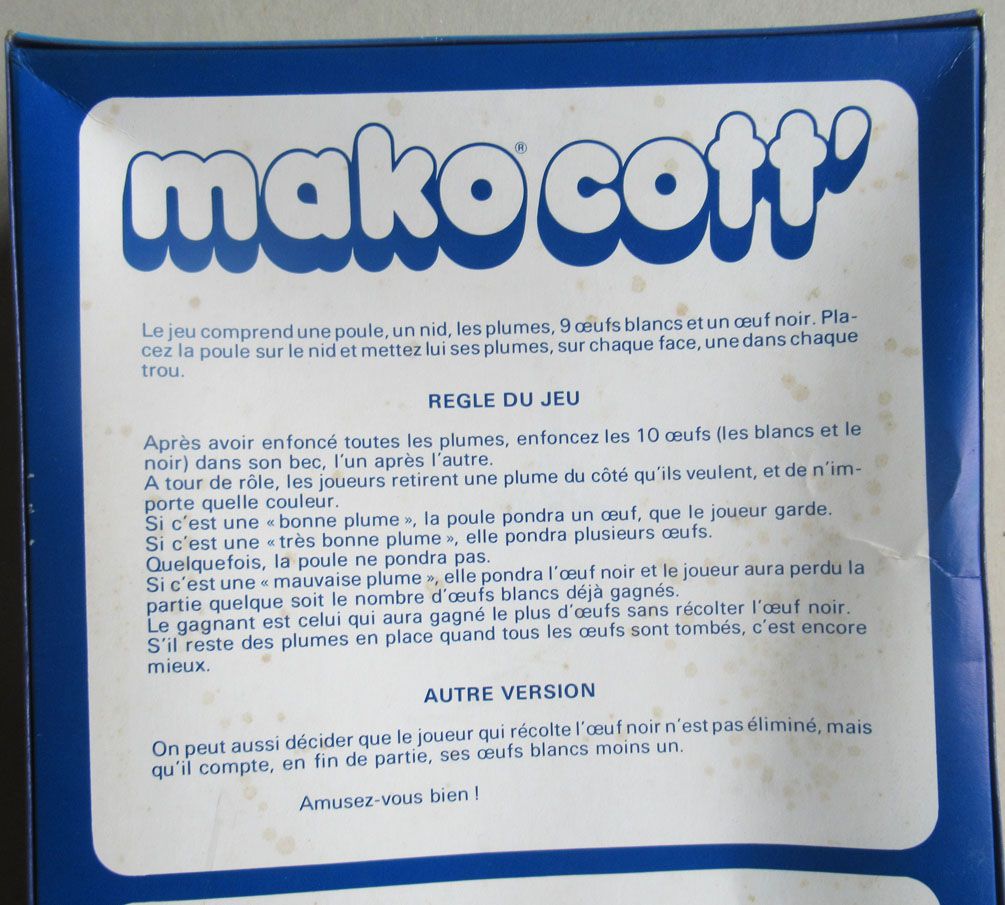 mako® cott'
Le jeu comprend une poule, un nid, les plumes, 9 œufs blancs et un œuf noir. Pla-
cez la poule sur le nid et mettez lui ses plumes, sur chaque face, une dans chaque
trou.
REGLE DU JEU
Après avoir enfoncé toutes les plumes, enfoncez les 10 œufs (les blancs et le
noir) dans son bec, l'un après l'autre.
A tour de rôle, les joueurs retirent une plume du côté qu'ils veulent, et de n'im-
porte quelle couleur.
Si c'est une « bonne plume », la poule pondra un œuf, que le joueur garde.
Si c'est une « très bonne plume », elle pondra plusieurs œufs.
Quelquefois, la poule ne pondra pas.
Si c'est une « mauvaise plume », elle pondra l'œuf noir et le joueur aura perdu la
partie quelque soit le nombre d'œufs blancs déjà gagnés.
Le gagnant est celui qui aura gagné le plus d'œufs sans récolter l'œuf noir.
S'il reste des plumes en place quand tous les œufs sont tombés, c'est encore
mieux.
AUTRE VERSION
On peut aussi décider que le joueur qui récolte l'œuf noir n'est pas éliminé, mais
qu'il compte, en fin de partie, ses œufs blancs moins un.
Amusez-vous bien !